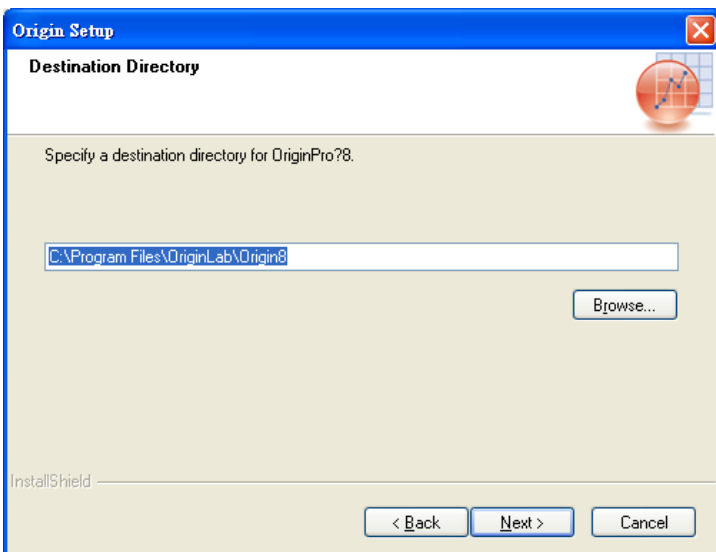 Origin Setup
Destination Directory
Specify a destination directory for OriginPro?8.
C:\Program Files\OriginLab\Origin8
Browse...
InstallShield
< Back Next > Cancel